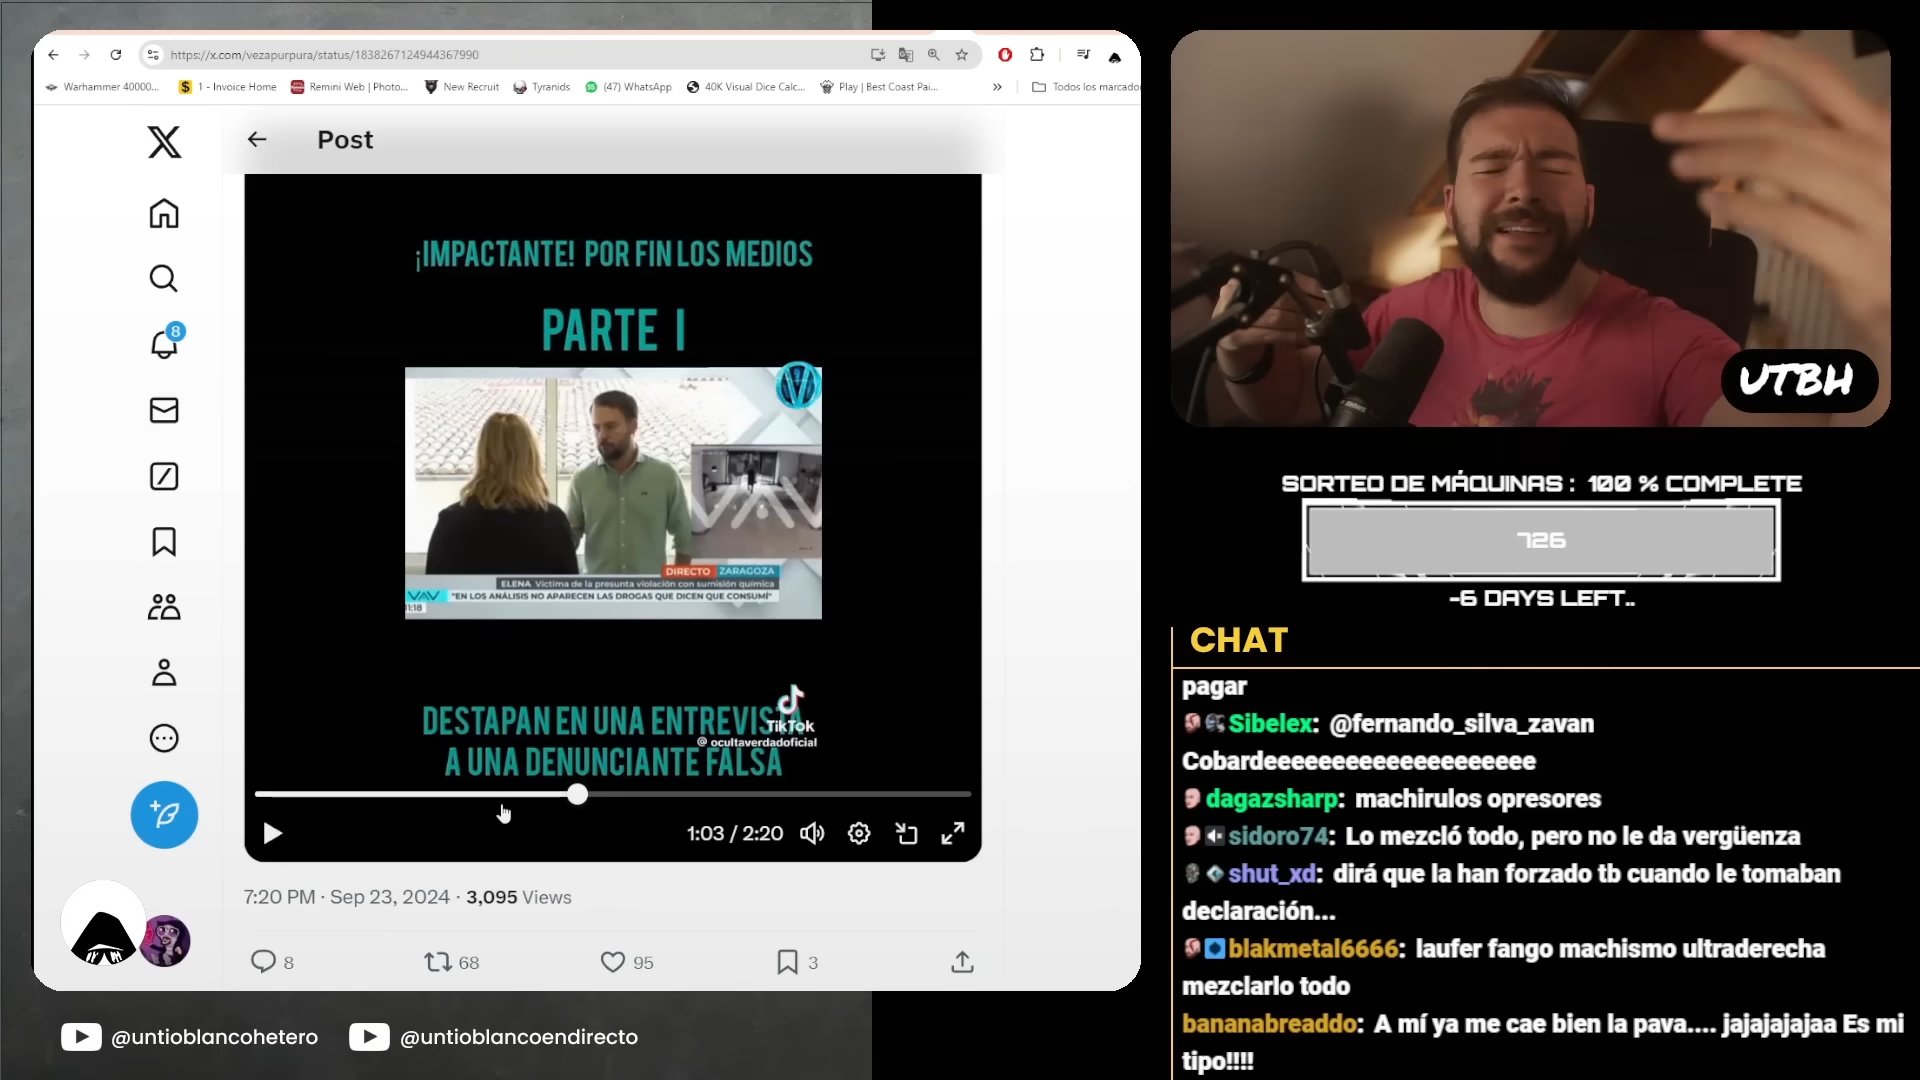 https://x.com/vezapurpura/status/1838267124944367990
Warhammer 40000...
1 - Invoice Home
Remini Web | Photo...
New Recruit
Tyranids
(47) WhatsApp
40K Visual Dice Calc...
Play | Best Coast Pai...
»
Todos los marcado
Post
8
¡IMPACTANTE! POR FIN LOS MEDIOS
PARTE I
DIRECTO ZARAGOZA
ELENA Víctima de la presunta violación con sumisión química
VAV "EN LOS ANÁLISIS NO APARECEN LAS DROGAS QUE DICEN QUE CONSUMÍ"
11:18
DESTAPAN EN UNA ENTREVISTA
TikTok
@ ocultaverdadoficial
A UNA DENUNCIANTE FALSA
1:03 / 2:20
7:20 PM · Sep 23, 2024 · 3,095 Views
8
68
95
3
@untioblancohetero
@untioblancoendirecto
UTBH
SORTEO DE MÁQUINAS : 100 % COMPLETE
726
-6 DAYS LEFT..
CHAT
pagar
Sibelex: @fernando_silva_zavan
Cobardeeeeeeeeeeeeeeeeeee
dagazsharp: machirulos opresores
sidoro74: Lo mezcló todo, pero no le da vergüenza
shut_xd: dirá que la han forzado tb cuando le tomaban
declaración...
blakmetal6666: laufer fango machismo ultraderecha
mezclarlo todo
bananabreaddo: A mí ya me cae bien la pava.... jajajajajaa Es mi
tipo!!!!